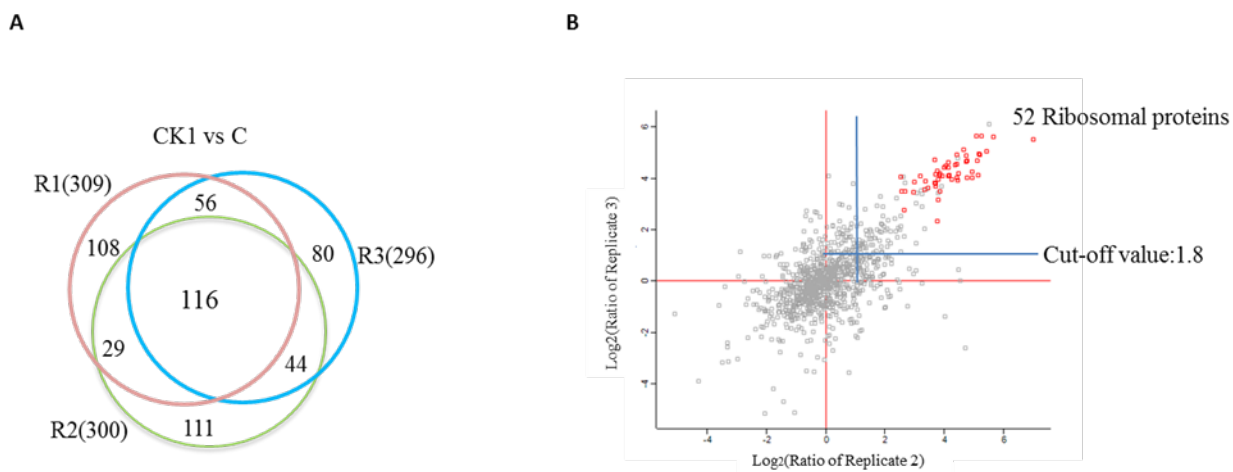 A
B
CK1 vs C
R1(309)
56
108
80
R3(296)
116
29
44
R2(300)
111
52 Ribosomal proteins
Cut-off value:1.8
Log2(Ratio of Replicate 3)
6
4
2
0
-2
-4
-4
-2
0
2
4
6
Log2(Ratio of Replicate 2)